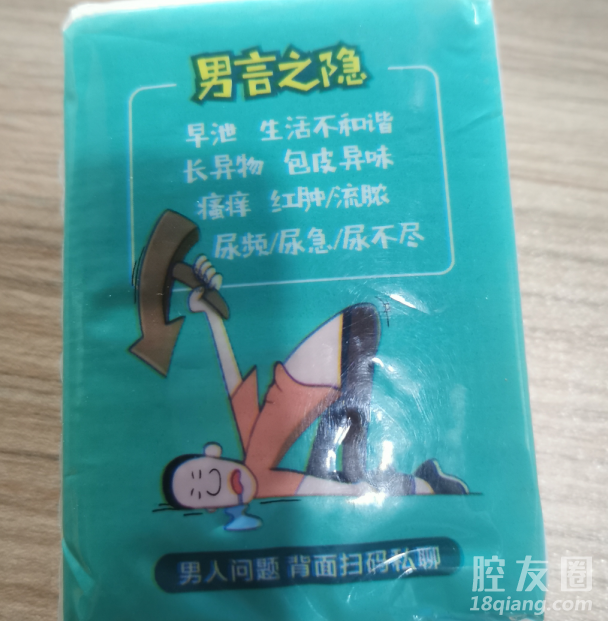 男言之隐
早池 生活不和谐
长异物 包皮异味
瘙痒 红肿/流脓
尿频/尿急/尿不尽
男人问题 背面扫码私聊
腔友圈
18qiang.com